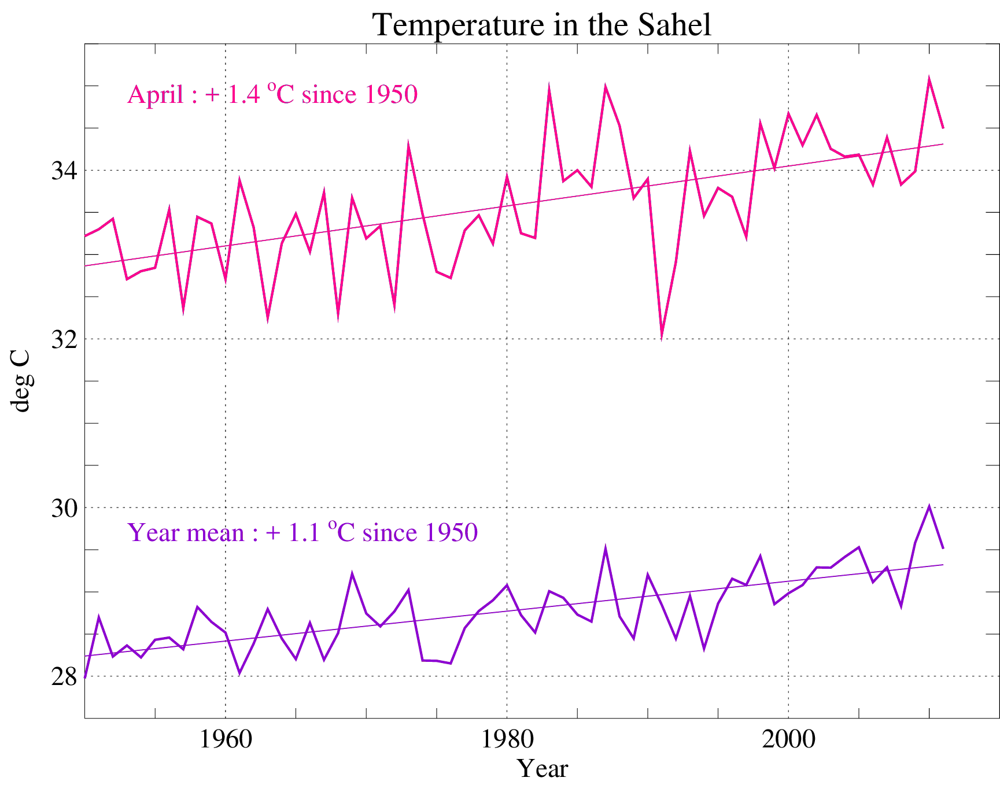 Temperature in the Sahel
April : + 1.4 °C since 1950
34
32
deg C
30
Year mean : + 1.1 °C since 1950
28
1960 1980 2000
Year